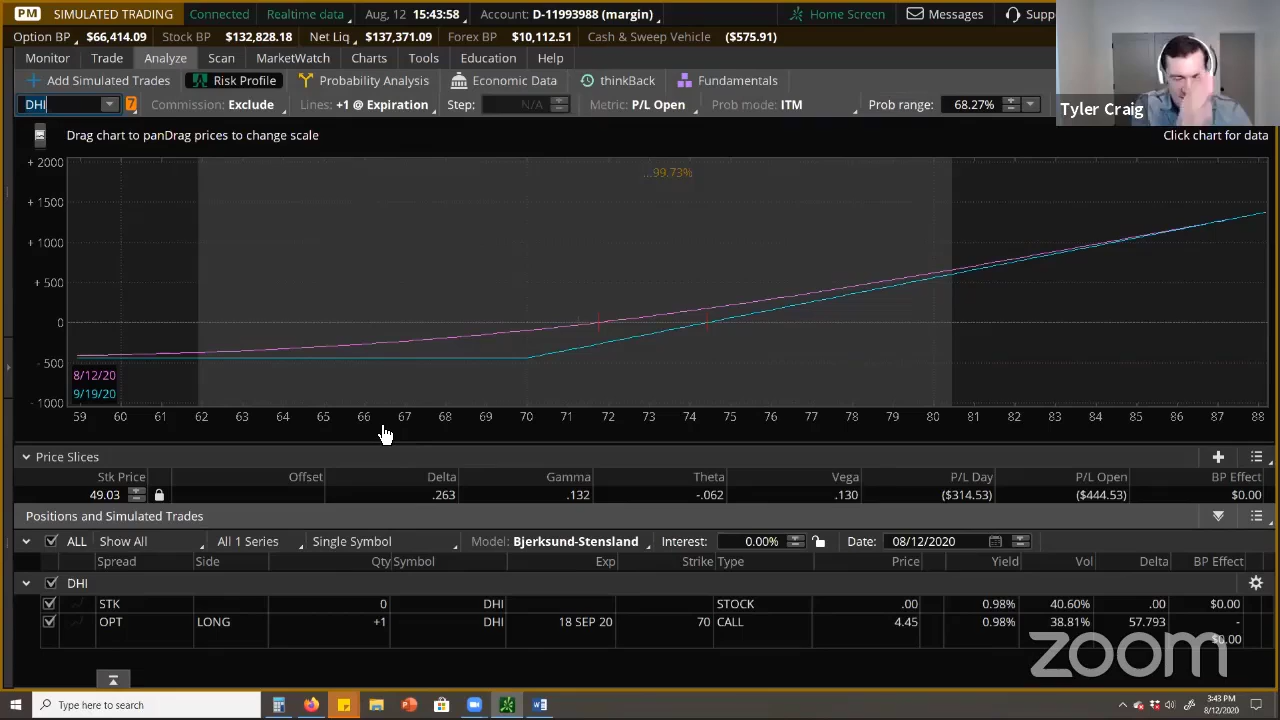 PM SIMULATED TRADING Connected Realtime data Aug, 12 15:43:58 Account: D-11993988 (margin) Home Screen Messages Supp
Option BP $66,414.09 Stock BP $132,828.18 Net Liq $137,371.09 Forex BP $10,112.51 Cash & Sweep Vehicle ($575.91)
Monitor Trade Analyze Scan MarketWatch Charts Tools Education Help
Add Simulated Trades Risk Profile Probability Analysis Economic Data thinkBack Fundamentals
DHI 7 Commission: Exclude Lines: +1 @ Expiration Step: N/A Metric: P/L Open Prob mode: ITM Prob range: 68.27%
Tyler Craig
Drag chart to panDrag prices to change scale Click chart for data
...99.73%
+ 2000
+ 1500
+ 1000
+ 500
0
- 500
- 1000
8/12/20
9/19/20
59 60 61 62 63 64 65 66 67 68 69 70 71 72 73 74 75 76 77 78 79 80 81 82 83 84 85 86 87 88
Price Slices
Stk Price Offset Delta Gamma Theta Vega P/L Day P/L Open BP Effect
49.03 .263 .132 -.062 .130 ($314.53) ($444.53) $0.00
Positions and Simulated Trades
ALL Show All All 1 Series Single Symbol Model: Bjerksund-Stensland Interest: 0.00% Date: 08/12/2020
Spread Side Qty Symbol Exp Strike Type Price Yield Vol Delta BP Effect
DHI
STK 0 DHI STOCK .00 0.98% 40.60% .00 $0.00
OPT LONG +1 DHI 18 SEP 20 70 CALL 4.45 0.98% 38.81% 57.793 -
$0.00
zoom
Type here to search
3:43 PM
8/12/2020